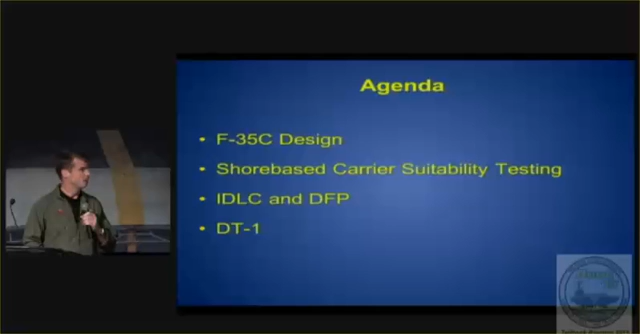 Agenda
• F-35C Design
• Shorebased Carrier Suitability Testing
• IDLC and DFP
• DT-1